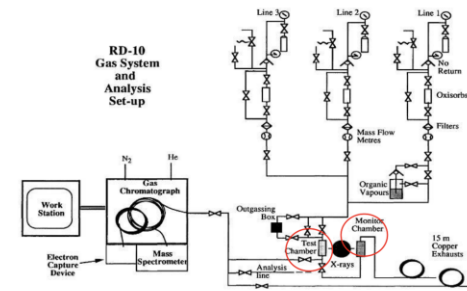 Line 3
Line 2
Line 1
RD-10
Gas System
and
Analysis
Set-up
No
Return
Oxisorbs
Mass Flow
Metres
Filters
N2
He
Gas
Chromatograph
Work
Station
Organic
Vapours
Outgassing
Box
Monitor
Chamber
Test
Chamber
X-rays
15 m
Copper
Exhausts
Electron
Capture
Device
Mass
Spectrometer
Analysis
line